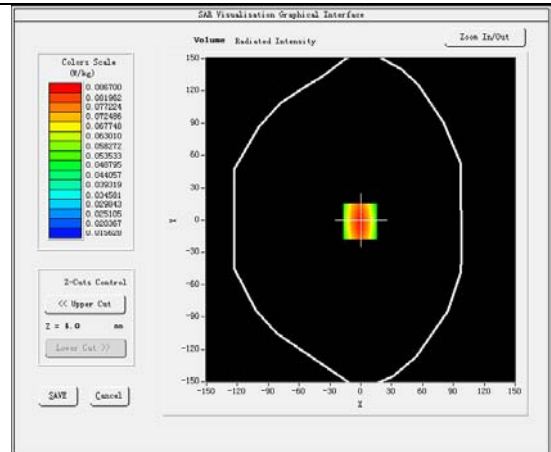 SAR Visualisation Graphical Interface
Volume Radiated Intensity
Zoom In/Out
Colors Scale
(W/kg)
0.086700
0.081962
0.077224
0.072486
0.067748
0.063010
0.058272
0.053533
0.048795
0.044057
0.039319
0.034581
0.029843
0.025105
0.020367
0.015628
150
120
90
60
30
0
-30
-60
-90
-120
-150
Y
-150 -120 -90 -60 -30 0 30 60 90 120 150
X
Z-Cuts Control
<< Upper Cut
Z = 4.0 mm
Lower Cut >>
SAVE Cancel